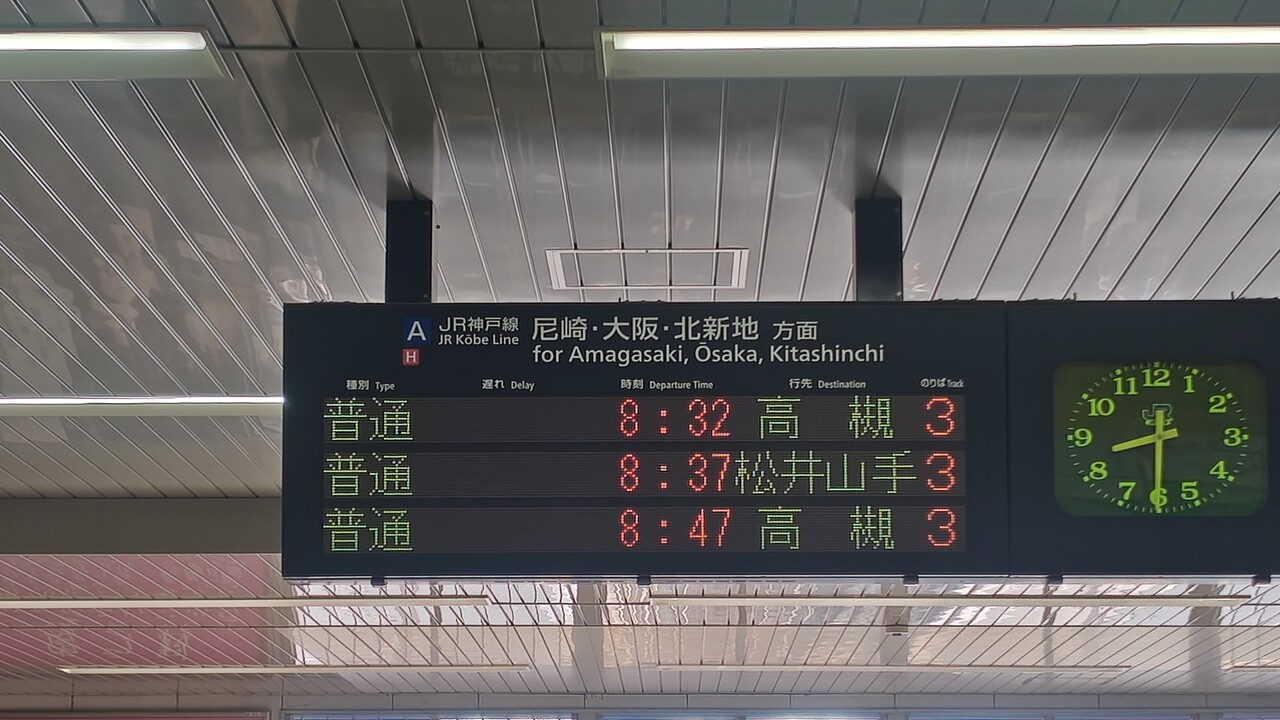 A JR神戸線 尼崎・大阪・北新地 方面
H JR Kōbe Line for Amagasaki, Ōsaka, Kitashinchi
種別 Type 遅れ Delay 時刻 Departure Time 行先 Destination のりば Track
普通 8:32 高槻 3
普通 8:37 松井山手 3
普通 8:47 高槻 3
12
11 1
10 2
JR
9 3
8 4
7 5
6